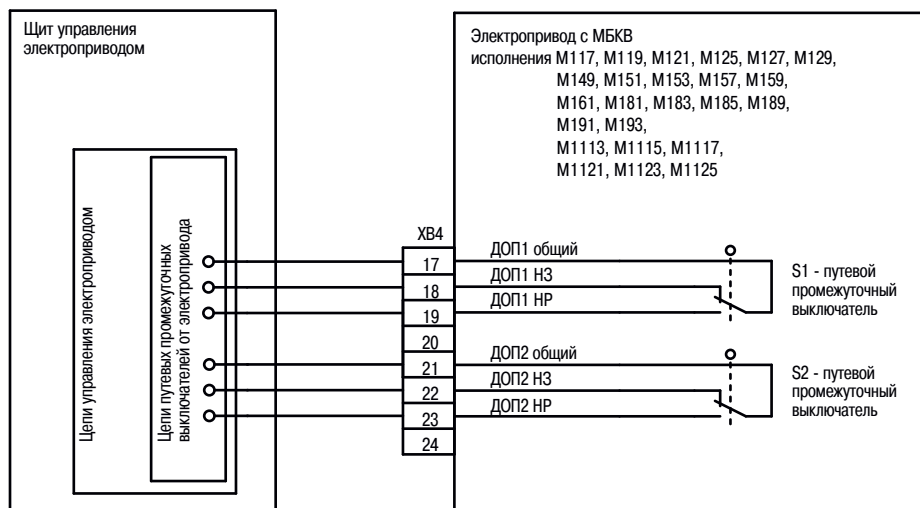 Щит управления
электроприводом
Цепи управления электроприводом
Цепи путевых промежуточных
выключателей от электропривода
ХВ4
17
18
19
20
21
22
23
24
Электропривод с МБКВ
исполнения М117, М119, М121, М125, М127, М129,
М149, М151, М153, М157, М159,
М161, М181, М183, М185, М189,
М191, М193,
М1113, М1115, М1117,
М1121, М1123, М1125
ДОП1 общий
ДОП1 НЗ
ДОП1 НР
S1 - путевой
промежуточный
выключатель
ДОП2 общий
ДОП2 НЗ
ДОП2 НР
S2 - путевой
промежуточный
выключатель